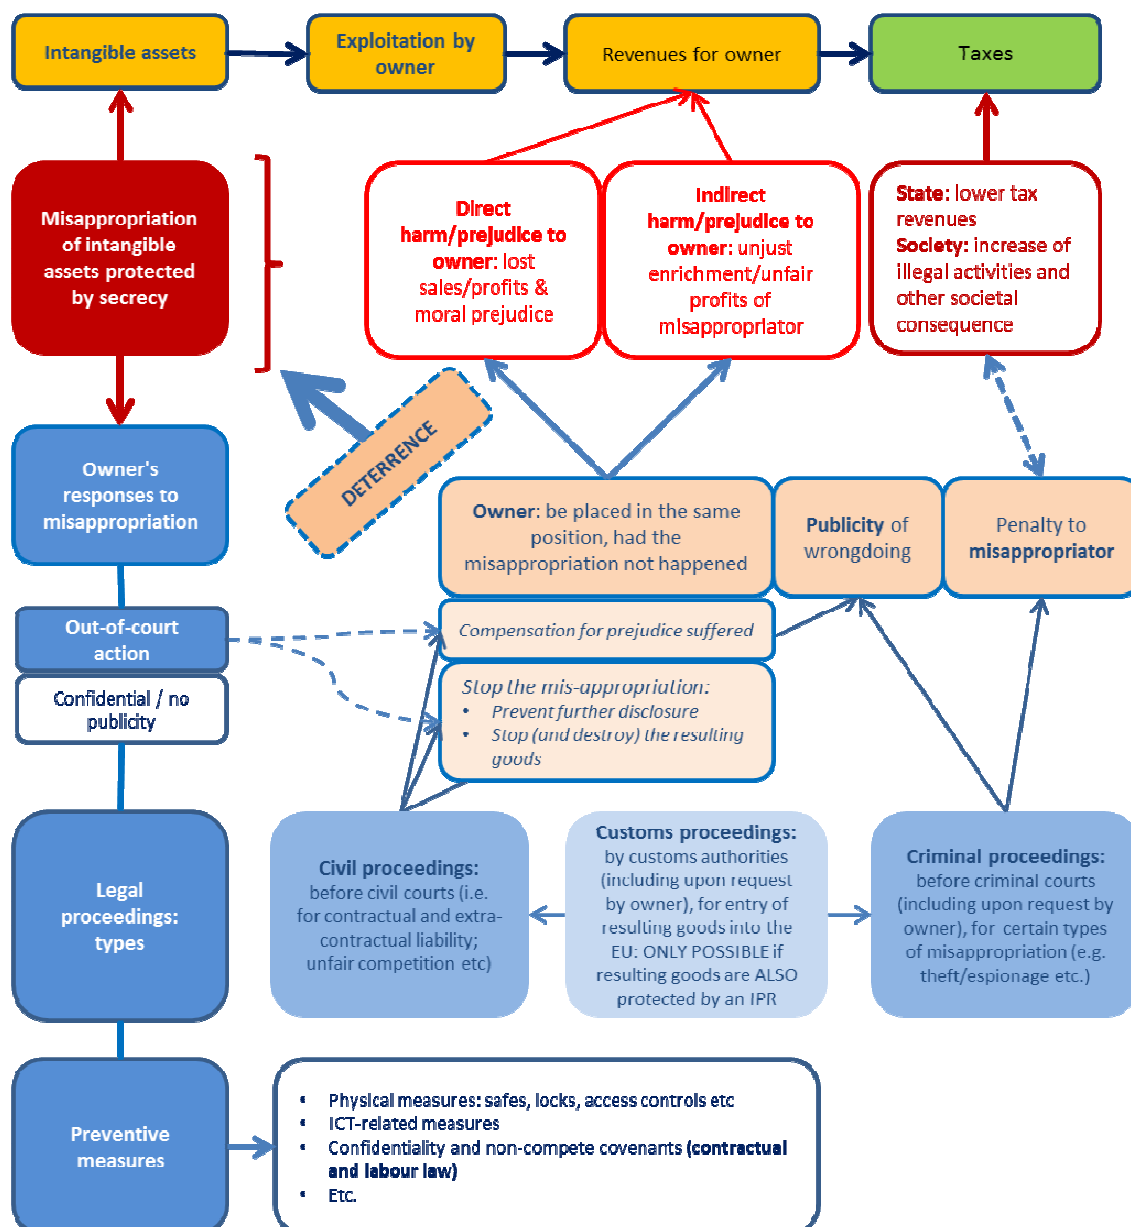 Intangible assets
Exploitation by
owner
Revenues for owner
Taxes
Misappropriation
of intangible
assets protected
by secrecy
Direct
harm/prejudice to
owner: lost
sales/profits &
moral prejudice
Indirect
harm/prejudice to
owner: unjust
enrichment/unfair
profits of
misappropriator
State: lower tax
revenues
Society: increase of
illegal activities and
other societal
consequence
DETERRENCE
Owner's
responses to
misappropriation
Owner: be placed in the same
position, had the
misappropriation not happened
Publicity of
wrongdoing
Penalty to
misappropriator
Out-of-court
action
Compensation for prejudice suffered
Confidential / no
publicity
Stop the mis-appropriation:
• Prevent further disclosure
• Stop (and destroy) the resulting
goods
Legal
proceedings:
types
Civil proceedings:
before civil courts (i.e.
for contractual and extra-
contractual liability;
unfair competition etc)
Customs proceedings:
by customs authorities
(including upon request
by owner), for entry of
resulting goods into the
EU: ONLY POSSIBLE if
resulting goods are ALSO
protected by an IPR
Criminal proceedings:
before criminal courts
(including upon request by
owner), for certain types
of misappropriation (e.g.
theft/espionage etc.)
Preventive
measures
• Physical measures: safes, locks, access controls etc
• ICT-related measures
• Confidentiality and non-compete covenants (contractual
and labour law)
• Etc.